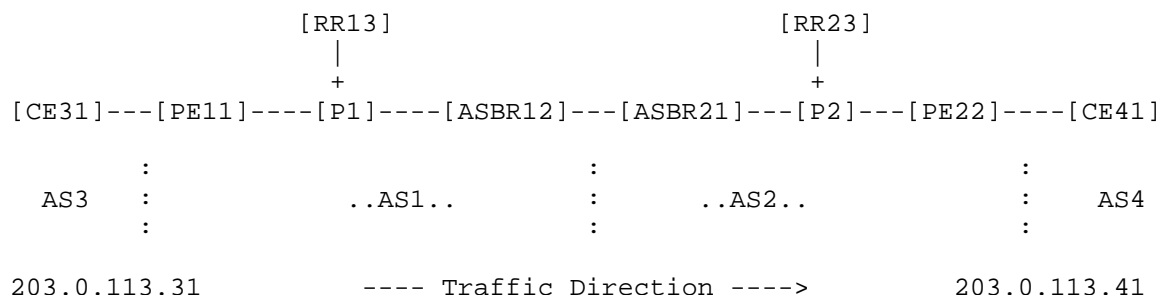 [RR13] [RR23]
| |
+ +
[CE31]---[PE11]----[P1]----[ASBR12]---[ASBR21]---[P2]---[PE22]----[CE41]
: : :
AS3 : ..AS1.. : ..AS2.. : AS4
: : :
203.0.113.31 ---- Traffic Direction ----> 203.0.113.41